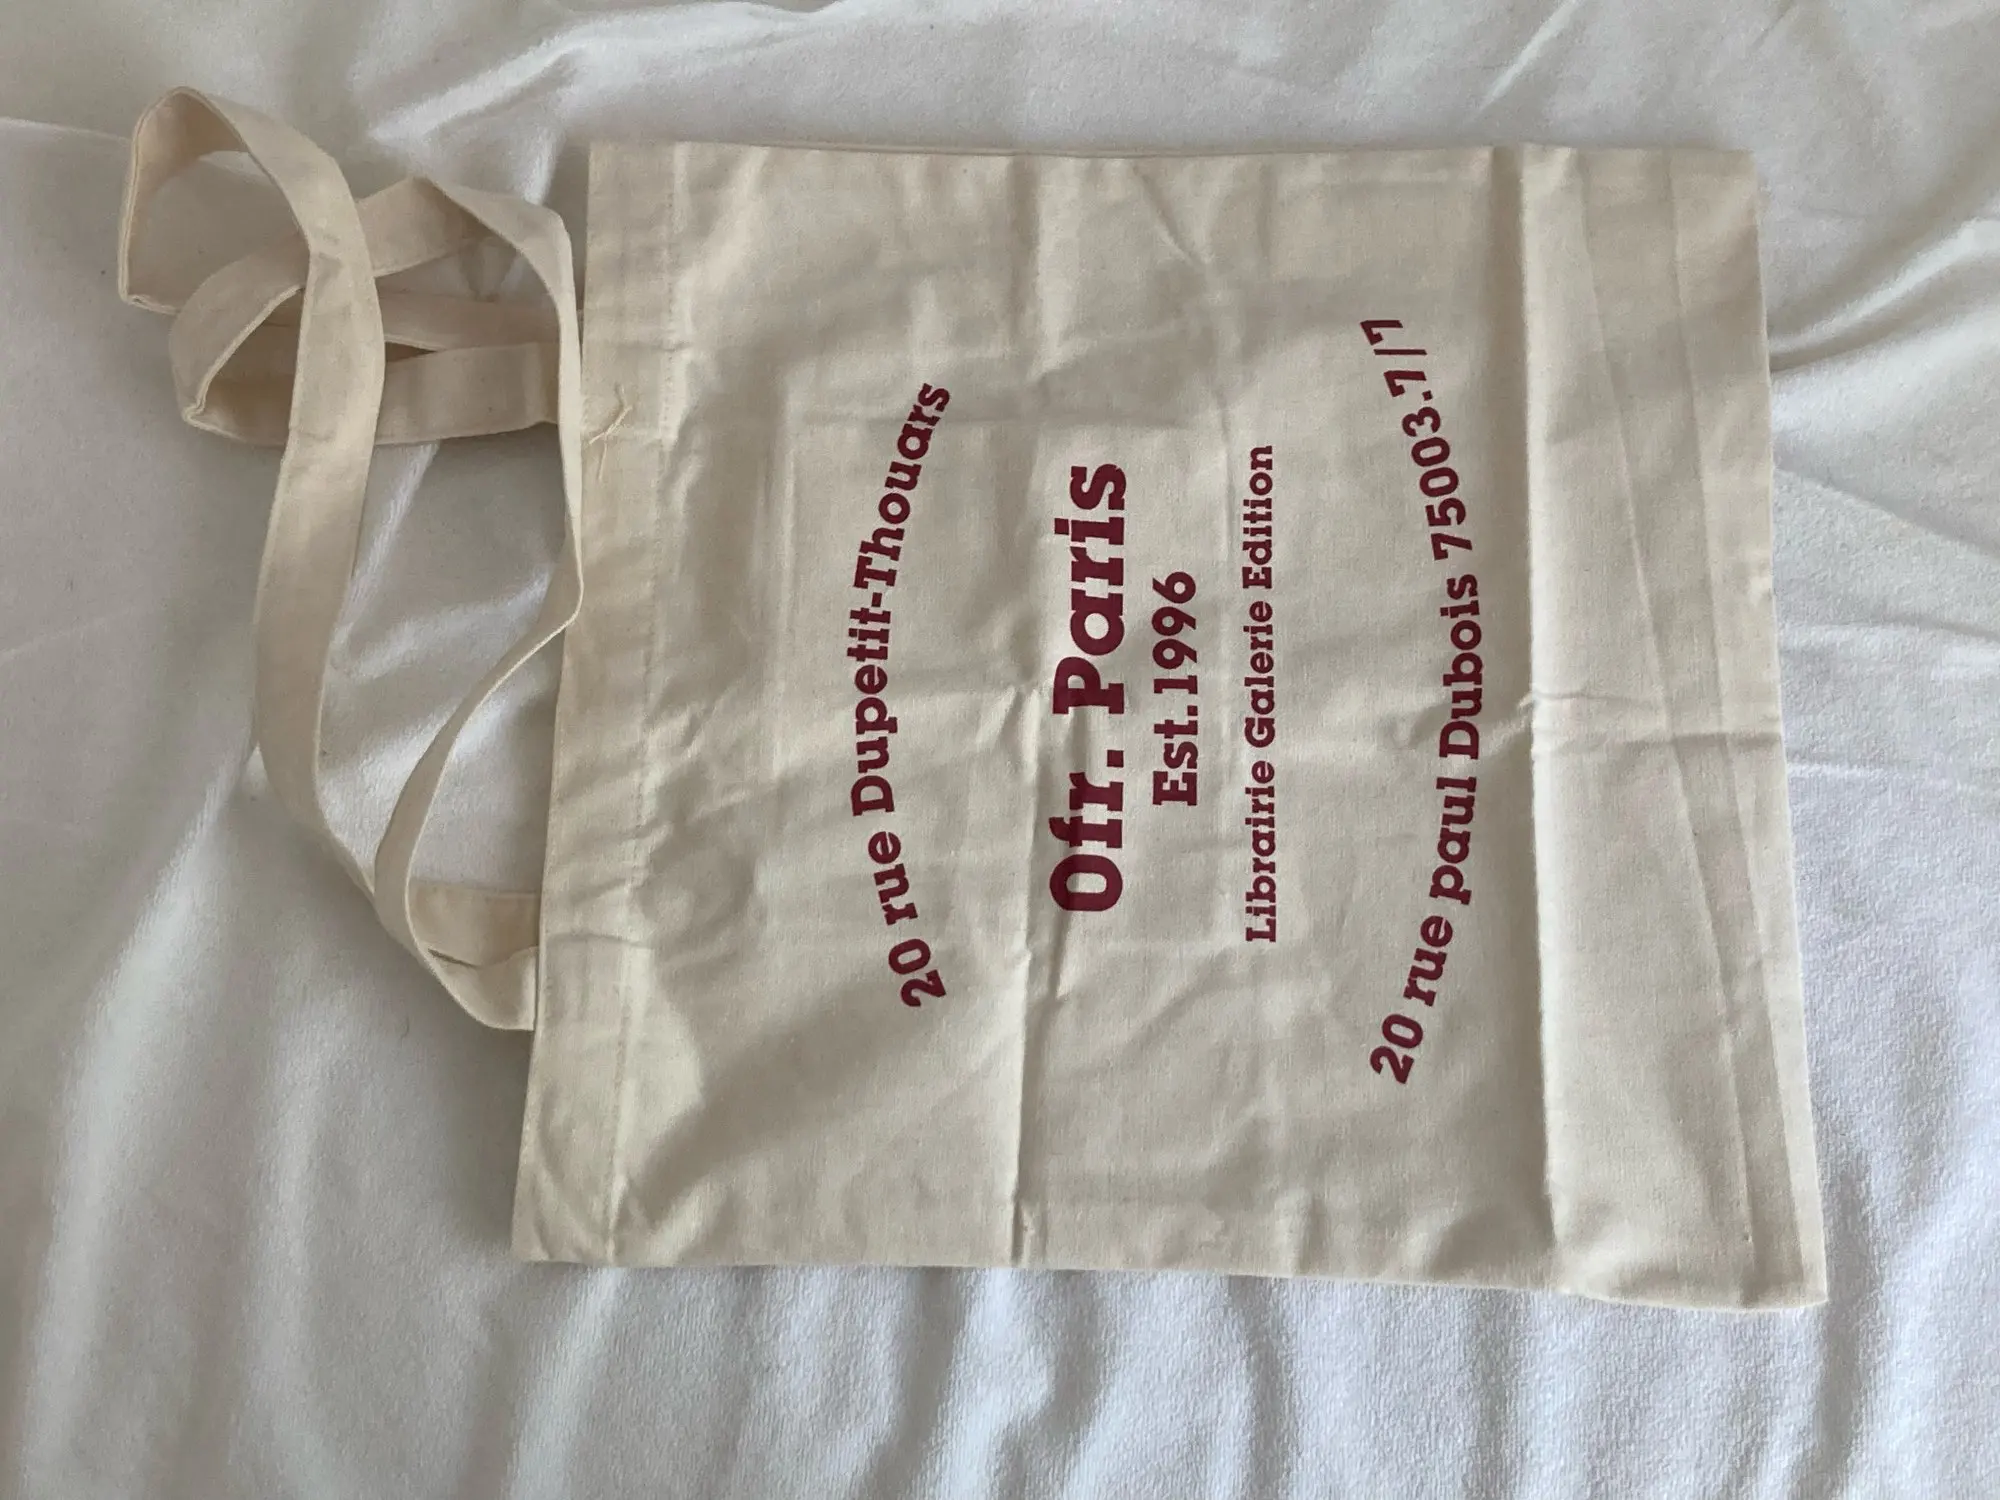 20 rue Dupetit-Thouars
Ofr. Paris
Est.1996
Librairie Galerie Edition
20 rue paul Dubois 75003.7/7